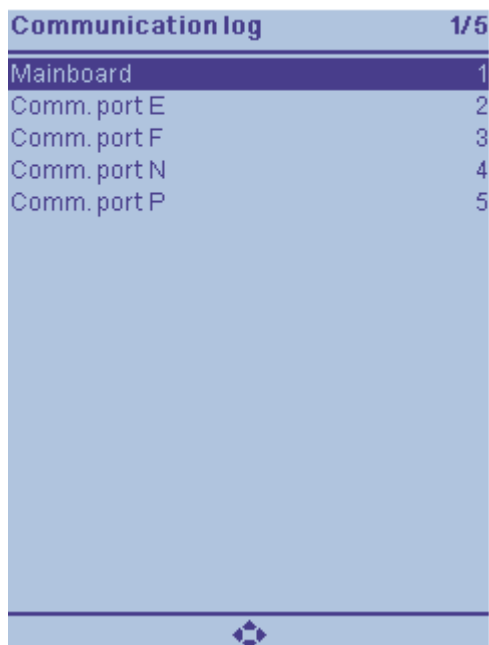 Communication log 1/5
Mainboard 1
Comm. port E 2
Comm. port F 3
Comm. port N 4
Comm. port P 5